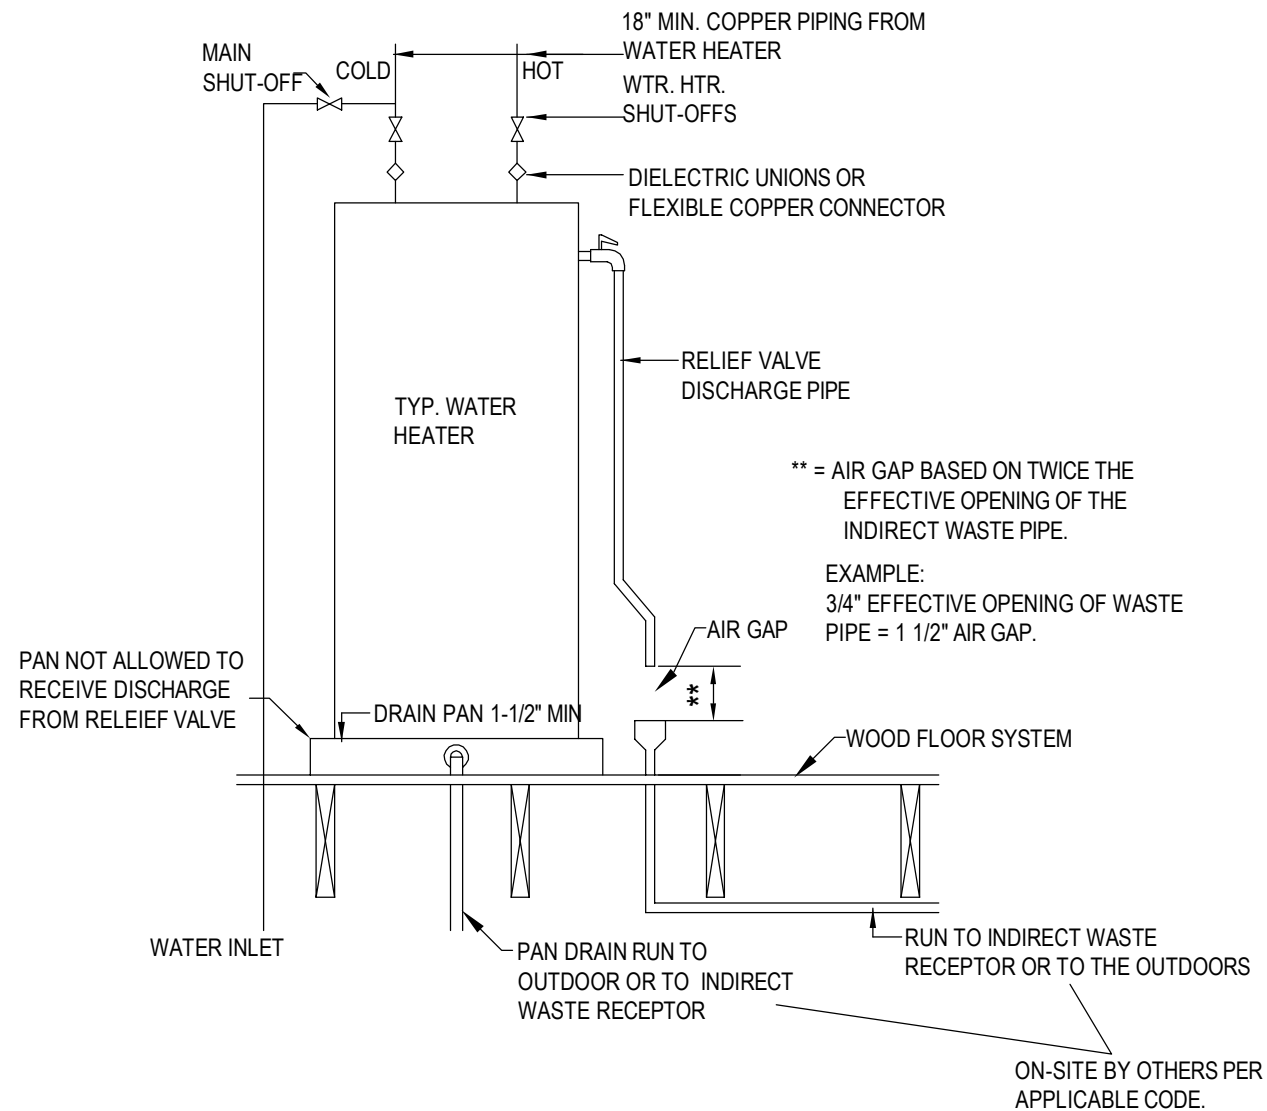 18" MIN. COPPER PIPING FROM
WATER HEATER
MAIN
SHUT-OFF
COLD
HOT
WTR. HTR.
SHUT-OFFS
DIELECTRIC UNIONS OR
FLEXIBLE COPPER CONNECTOR
RELIEF VALVE
DISCHARGE PIPE
TYP. WATER
HEATER
** = AIR GAP BASED ON TWICE THE
EFFECTIVE OPENING OF THE
INDIRECT WASTE PIPE.
EXAMPLE:
3/4" EFFECTIVE OPENING OF WASTE
PIPE = 1 1/2" AIR GAP.
AIR GAP
**
PAN NOT ALLOWED TO
RECEIVE DISCHARGE
FROM RELEIEF VALVE
DRAIN PAN 1-1/2" MIN
WOOD FLOOR SYSTEM
WATER INLET
PAN DRAIN RUN TO
OUTDOOR OR TO INDIRECT
WASTE RECEPTOR
RUN TO INDIRECT WASTE
RECEPTOR OR TO THE OUTDOORS
ON-SITE BY OTHERS PER
APPLICABLE CODE.